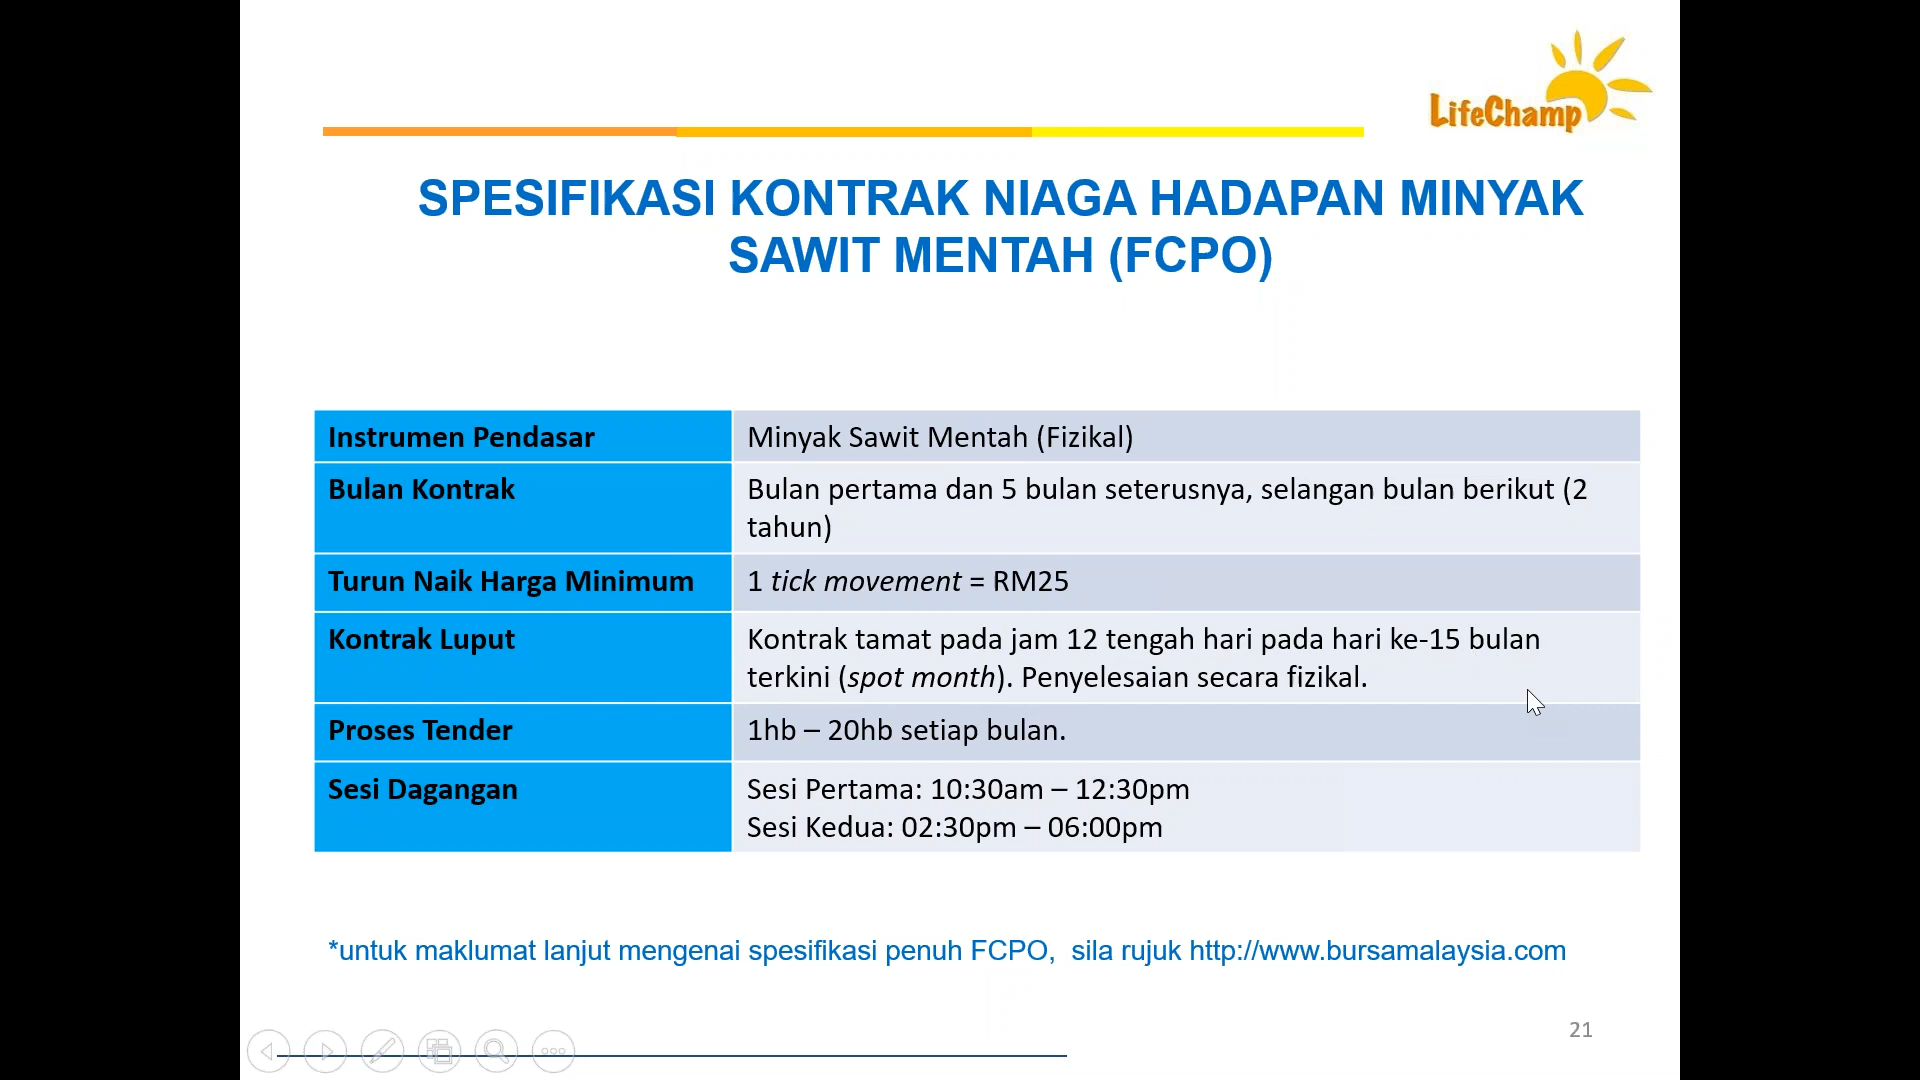 LifeChamp
SPESIFIKASI KONTRAK NIAGA HADAPAN MINYAK
SAWIT MENTAH (FCPO)
Instrumen Pendasar
Minyak Sawit Mentah (Fizikal)
Bulan Kontrak
Bulan pertama dan 5 bulan seterusnya, selangan bulan berikut (2
tahun)
Turun Naik Harga Minimum
1 tick movement = RM25
Kontrak Luput
Kontrak tamat pada jam 12 tengah hari pada hari ke-15 bulan
terkini (spot month). Penyelesaian secara fizikal.
Proses Tender
1hb – 20hb setiap bulan.
Sesi Dagangan
Sesi Pertama: 10:30am – 12:30pm
Sesi Kedua: 02:30pm – 06:00pm
*untuk maklumat lanjut mengenai spesifikasi penuh FCPO,  sila rujuk http://www.bursamalaysia.com
21